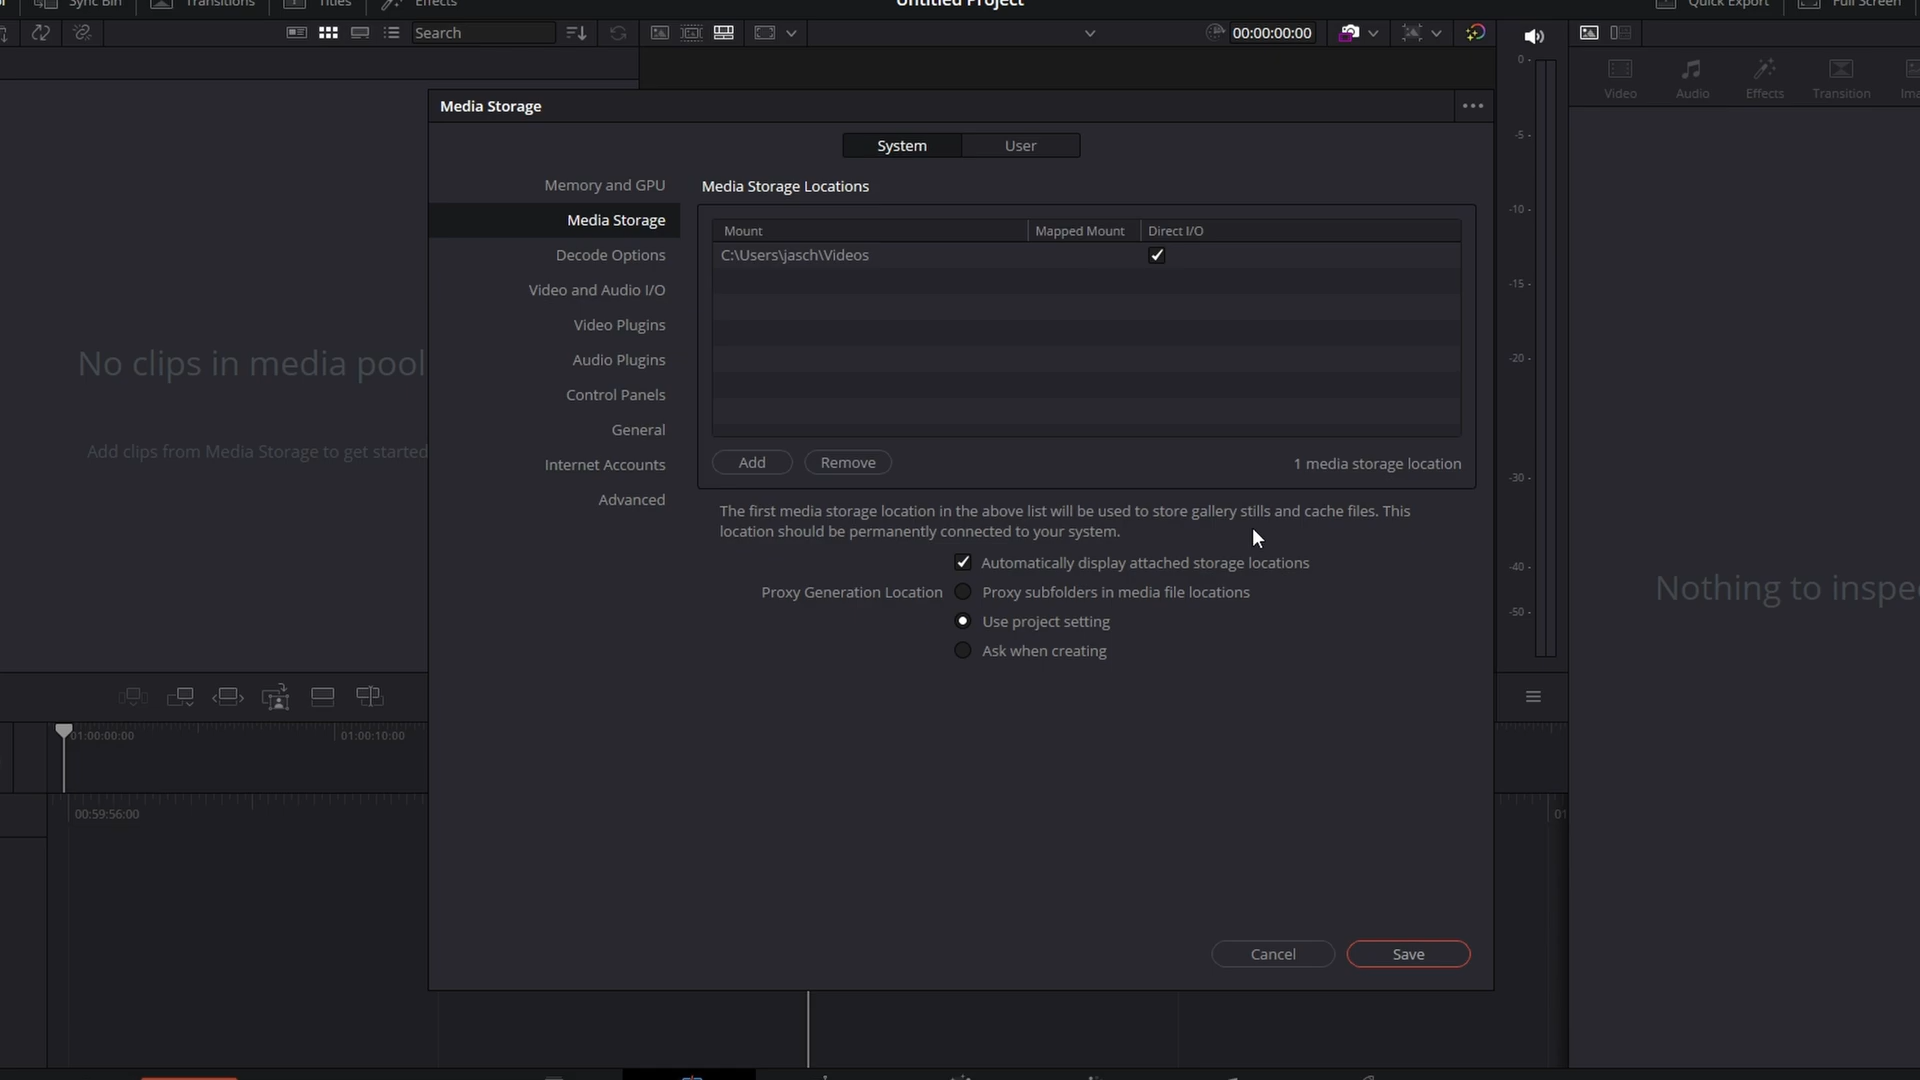 Sync Bin
Transitions
Titles
Effects
Untitled Project
Quick Export
Full Screen
Search
00:00:00:00
Video
Audio
Effects
Transition
Media Storage
System
User
Memory and GPU
Media Storage
Decode Options
Video and Audio I/O
Video Plugins
Audio Plugins
Control Panels
General
Internet Accounts
Advanced
Media Storage Locations
Mount
Mapped Mount
Direct I/O
C:\Users\jasch\Videos
Add
Remove
1 media storage location
The first media storage location in the above list will be used to store gallery stills and cache files. This
location should be permanently connected to your system.
Automatically display attached storage locations
Proxy Generation Location
Proxy subfolders in media file locations
Use project setting
Ask when creating
Cancel
Save
No clips in media pool
Add clips from Media Storage to get started
Nothing to inspe
0
-5
-10
-15
-20
-30
-40
-50
01:00:00:00
01:00:10:00
00:59:56:00
01